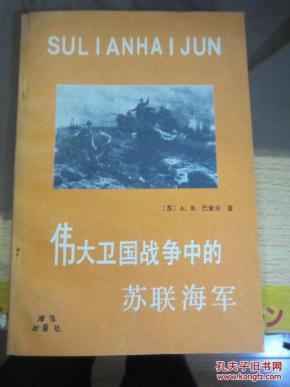 SULIANHAIJUN
〔苏〕A．B．巴索夫 著
伟大卫国战争中的
苏联海军
海洋
出版社
孔夫子旧书网